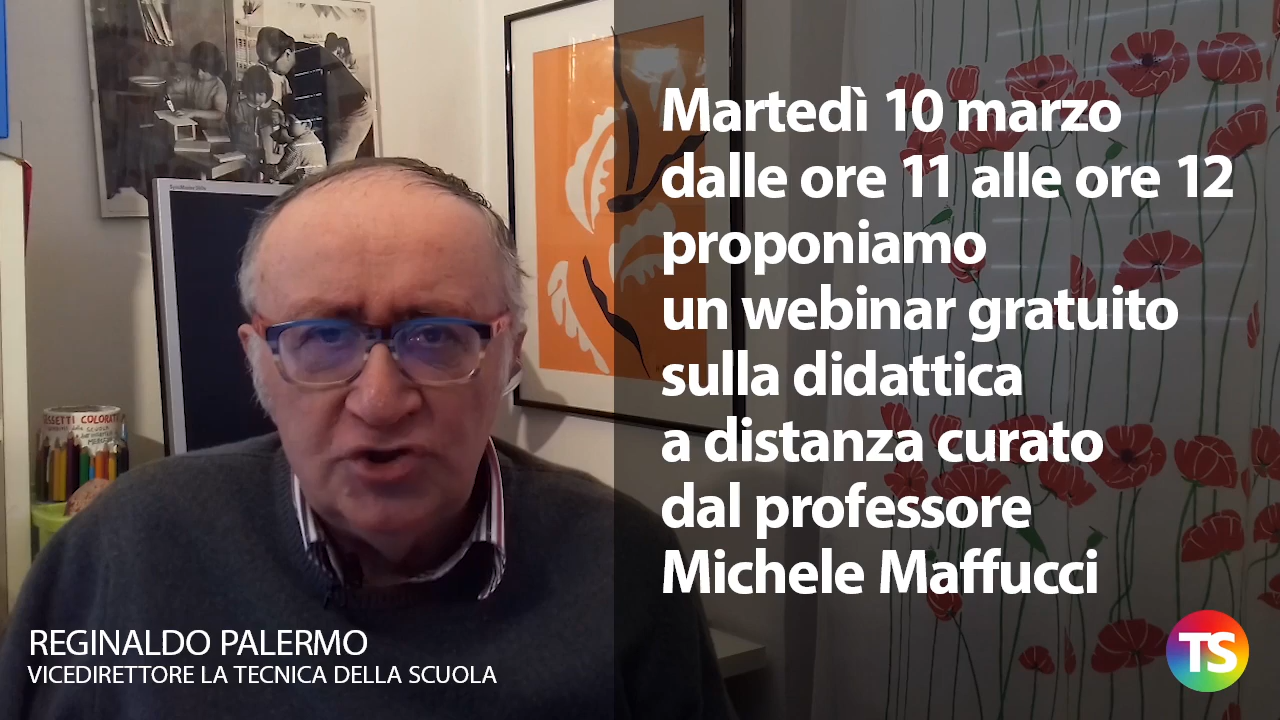 Martedì 10 marzo
dalle ore 11 alle ore 12
proponiamo
un webinar gratuito
sulla didattica
a distanza curato
dal professore
Michele Maffucci
REGINALDO PALERMO
VICEDIRETTORE LA TECNICA DELLA SCUOLA
TS